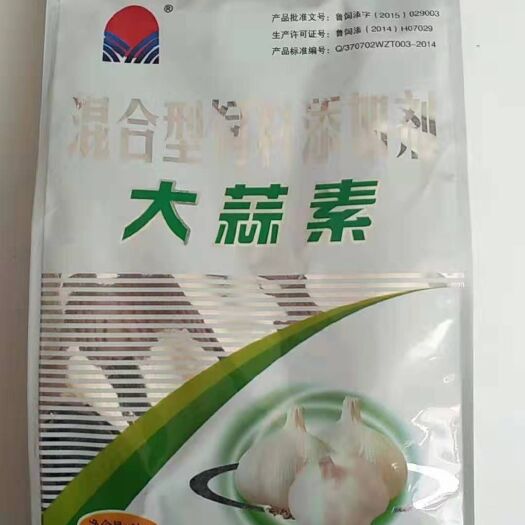 ®
产品批准文号：鲁饲添字（2015）029003
生产许可证号：鲁饲添（2014）H07029
产品标准编号：Q/370702WZT003-2014
混合型饲料添加剂
大蒜素